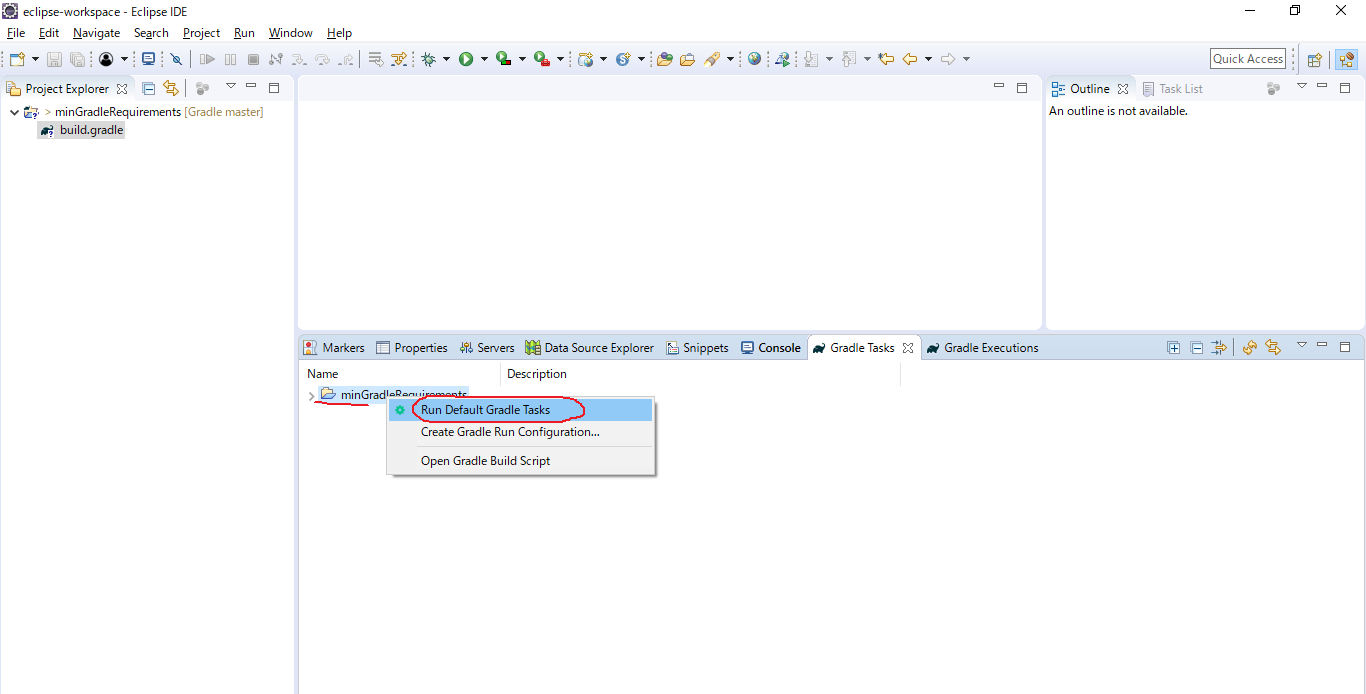 eclipse-workspace - Eclipse IDE
File Edit Navigate Search Project Run Window Help
Quick Access
Project Explorer
Outline
Task List
> minGradleRequirements [Gradle master]
An outline is not available.
build.gradle
Markers Properties Servers Data Source Explorer Snippets Console Gradle Tasks Gradle Executions
Name Description
minGradleRequirements
Run Default Gradle Tasks
Create Gradle Run Configuration...
Open Gradle Build Script